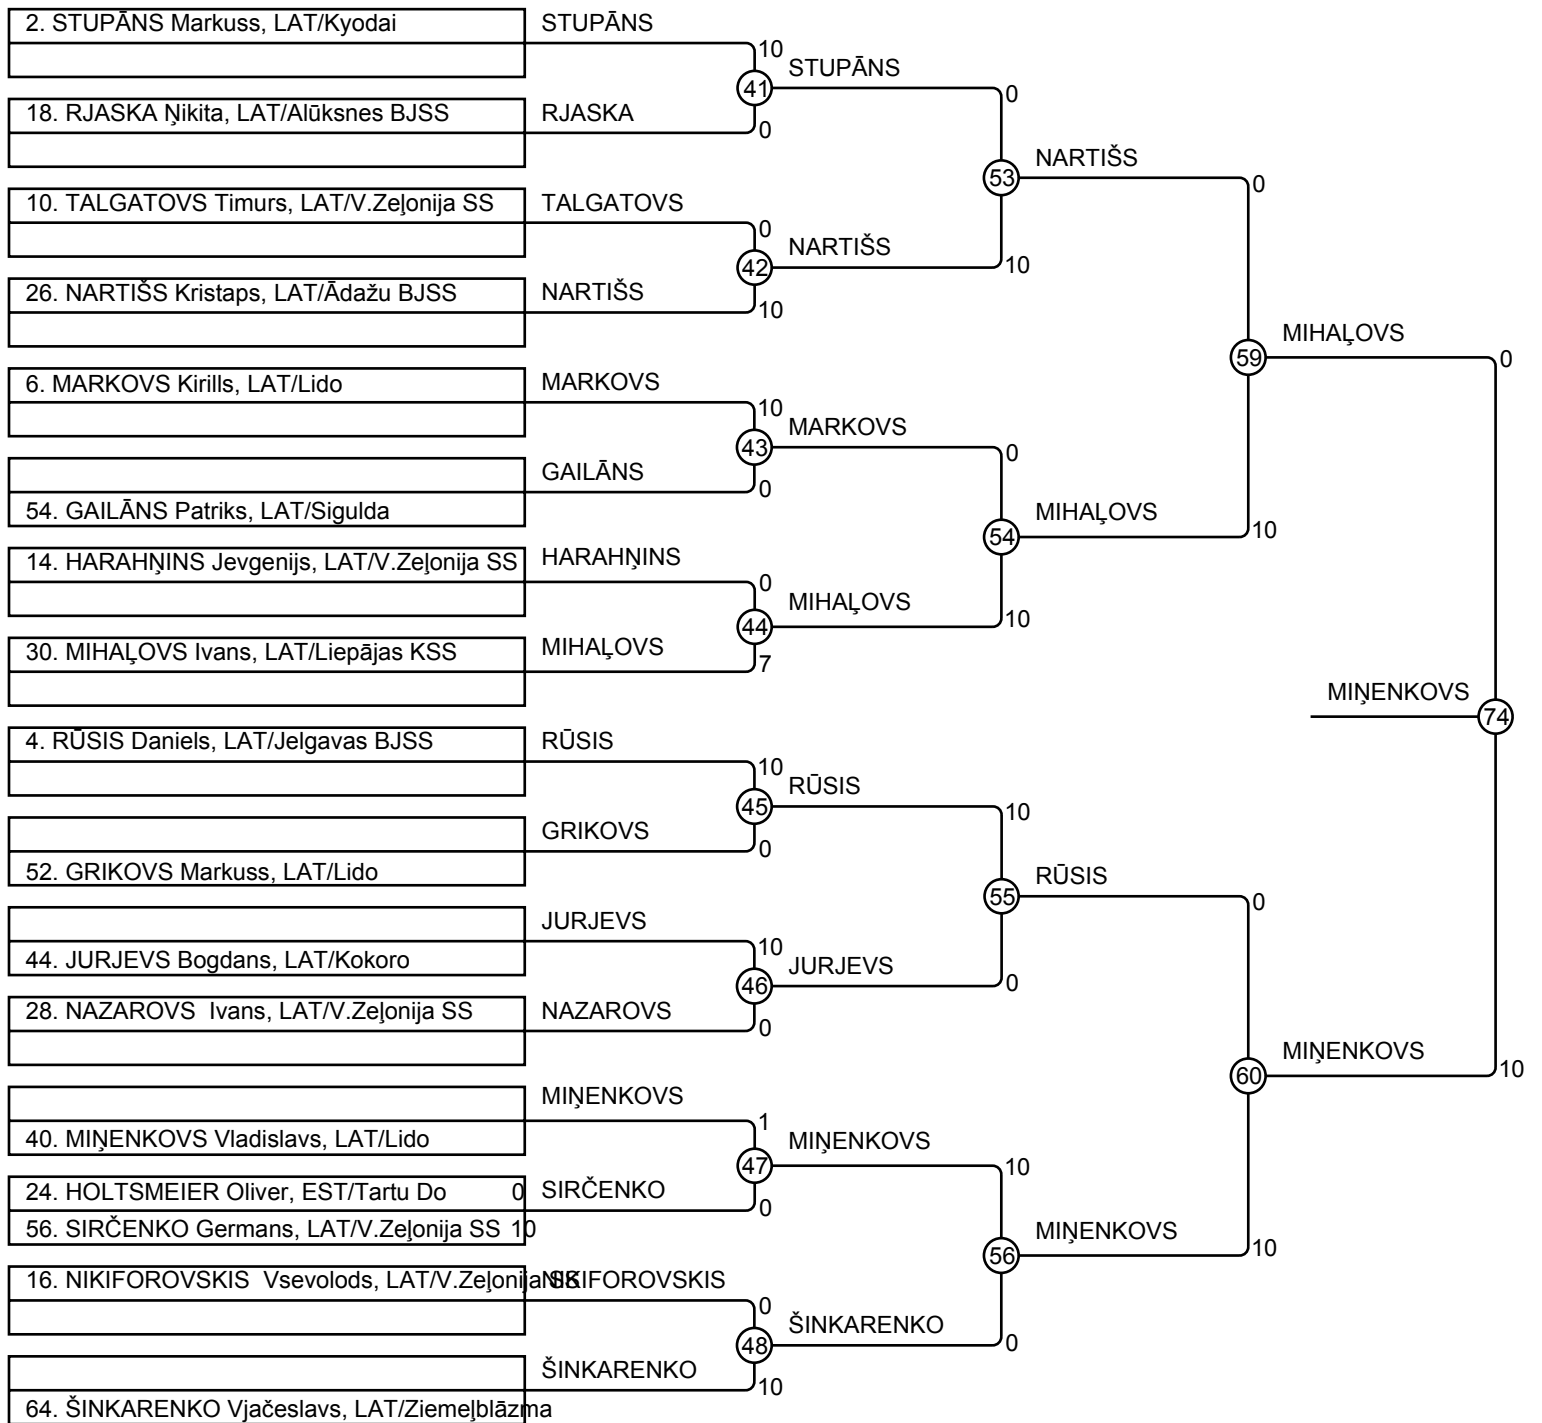 2. STUPĀNS Markuss, LAT/Kyodai
STUPĀNS
10
41
STUPĀNS
0
18. RJASKA Ņikita, LAT/Alūksnes BJSS
RJASKA
0
53
NARTIŠS
0
10. TALGATOVS Timurs, LAT/V.Zeļonija SS
TALGATOVS
0
42
NARTIŠS
10
26. NARTIŠS Kristaps, LAT/Ādažu BJSS
NARTIŠS
10
59
MIHAĻOVS
0
6. MARKOVS Kirills, LAT/Lido
MARKOVS
10
43
MARKOVS
0
GAILĀNS
0
54. GAILĀNS Patriks, LAT/Sigulda
54
MIHAĻOVS
10
14. HARAHŅINS Jevgenijs, LAT/V.Zeļonija SS
HARAHŅINS
0
44
MIHAĻOVS
10
30. MIHAĻOVS Ivans, LAT/Liepājas KSS
MIHAĻOVS
7
MIŅENKOVS
74
4. RŪSIS Daniels, LAT/Jelgavas BJSS
RŪSIS
10
45
RŪSIS
10
GRIKOVS
0
52. GRIKOVS Markuss, LAT/Lido
55
RŪSIS
0
JURJEVS
10
44. JURJEVS Bogdans, LAT/Kokoro
46
JURJEVS
0
28. NAZAROVS  Ivans, LAT/V.Zeļonija SS
NAZAROVS
0
60
MIŅENKOVS
10
MIŅENKOVS
1
40. MIŅENKOVS Vladislavs, LAT/Lido
47
MIŅENKOVS
10
24. HOLTSMEIER Oliver, EST/Tartu Do 0
SIRČENKO
0
56. SIRČENKO Germans, LAT/V.Zeļonija SS 10
56
MIŅENKOVS
10
16. NIKIFOROVSKIS  Vsevolods, LAT/V.Zeļonija SS
NIKIFOROVSKIS
0
48
ŠINKARENKO
0
ŠINKARENKO
10
64. ŠINKARENKO Vjačeslavs, LAT/Ziemeļblāzma